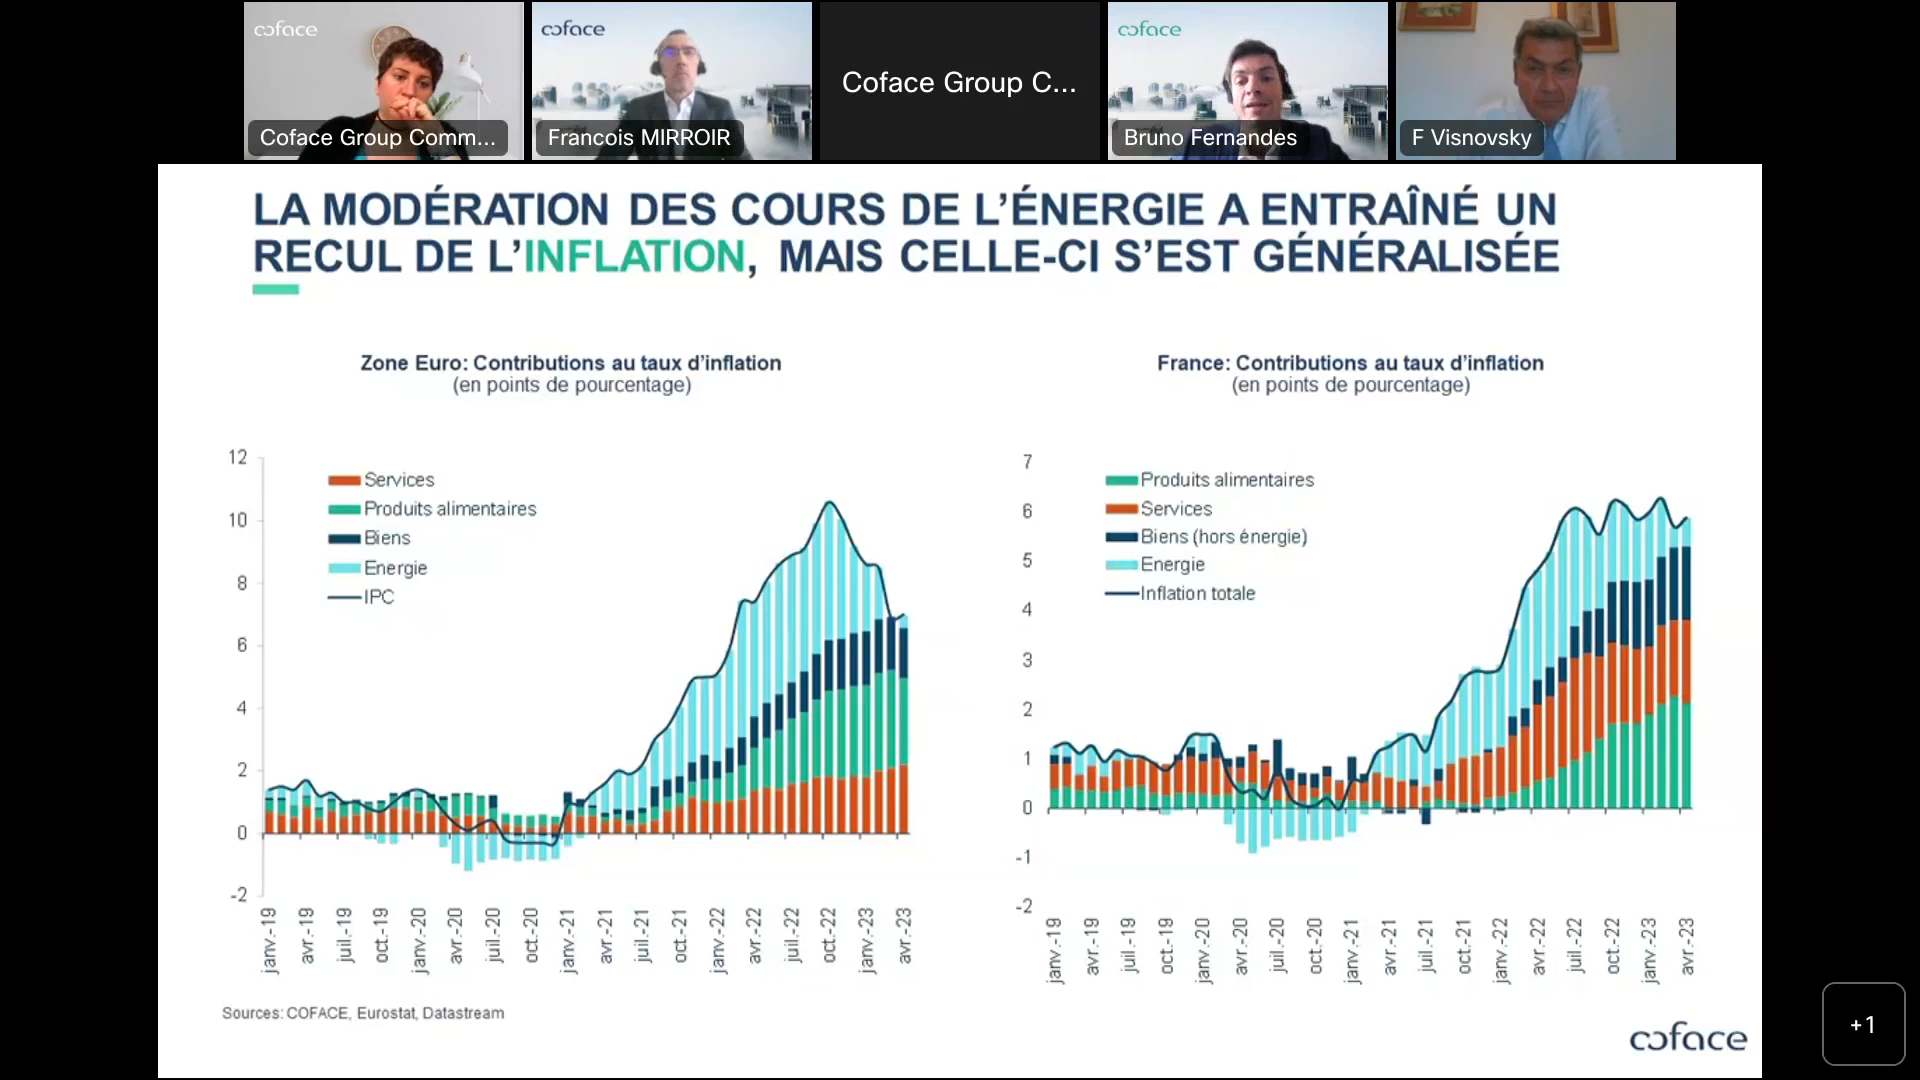 coface
coface
coface
Coface Group C...
Coface Group Comm...
Francois MIRROIR
Bruno Fernandes
F Visnovsky
LA MODÉRATION DES COURS DE L’ÉNERGIE A ENTRAÎNÉ UN
RECUL DE L’INFLATION, MAIS CELLE-CI S’EST GÉNÉRALISÉE
Zone Euro: Contributions au taux d’inflation
(en points de pourcentage)
12
10
8
6
4
2
0
-2
Services
Produits alimentaires
Biens
Energie
IPC
janv.-19
avr.-19
juil.-19
oct.-19
janv.-20
avr.-20
juil.-20
oct.-20
janv.-21
avr.-21
juil.-21
oct.-21
janv.-22
avr.-22
juil.-22
oct.-22
janv.-23
avr.-23
France: Contributions au taux d’inflation
(en points de pourcentage)
7
6
5
4
3
2
1
0
-1
-2
Produits alimentaires
Services
Biens (hors énergie)
Energie
Inflation totale
janv.-19
avr.-19
juil.-19
oct.-19
janv.-20
avr.-20
juil.-20
oct.-20
janv.-21
avr.-21
juil.-21
oct.-21
janv.-22
avr.-22
juil.-22
oct.-22
janv.-23
avr.-23
Sources: COFACE, Eurostat, Datastream
coface
+1